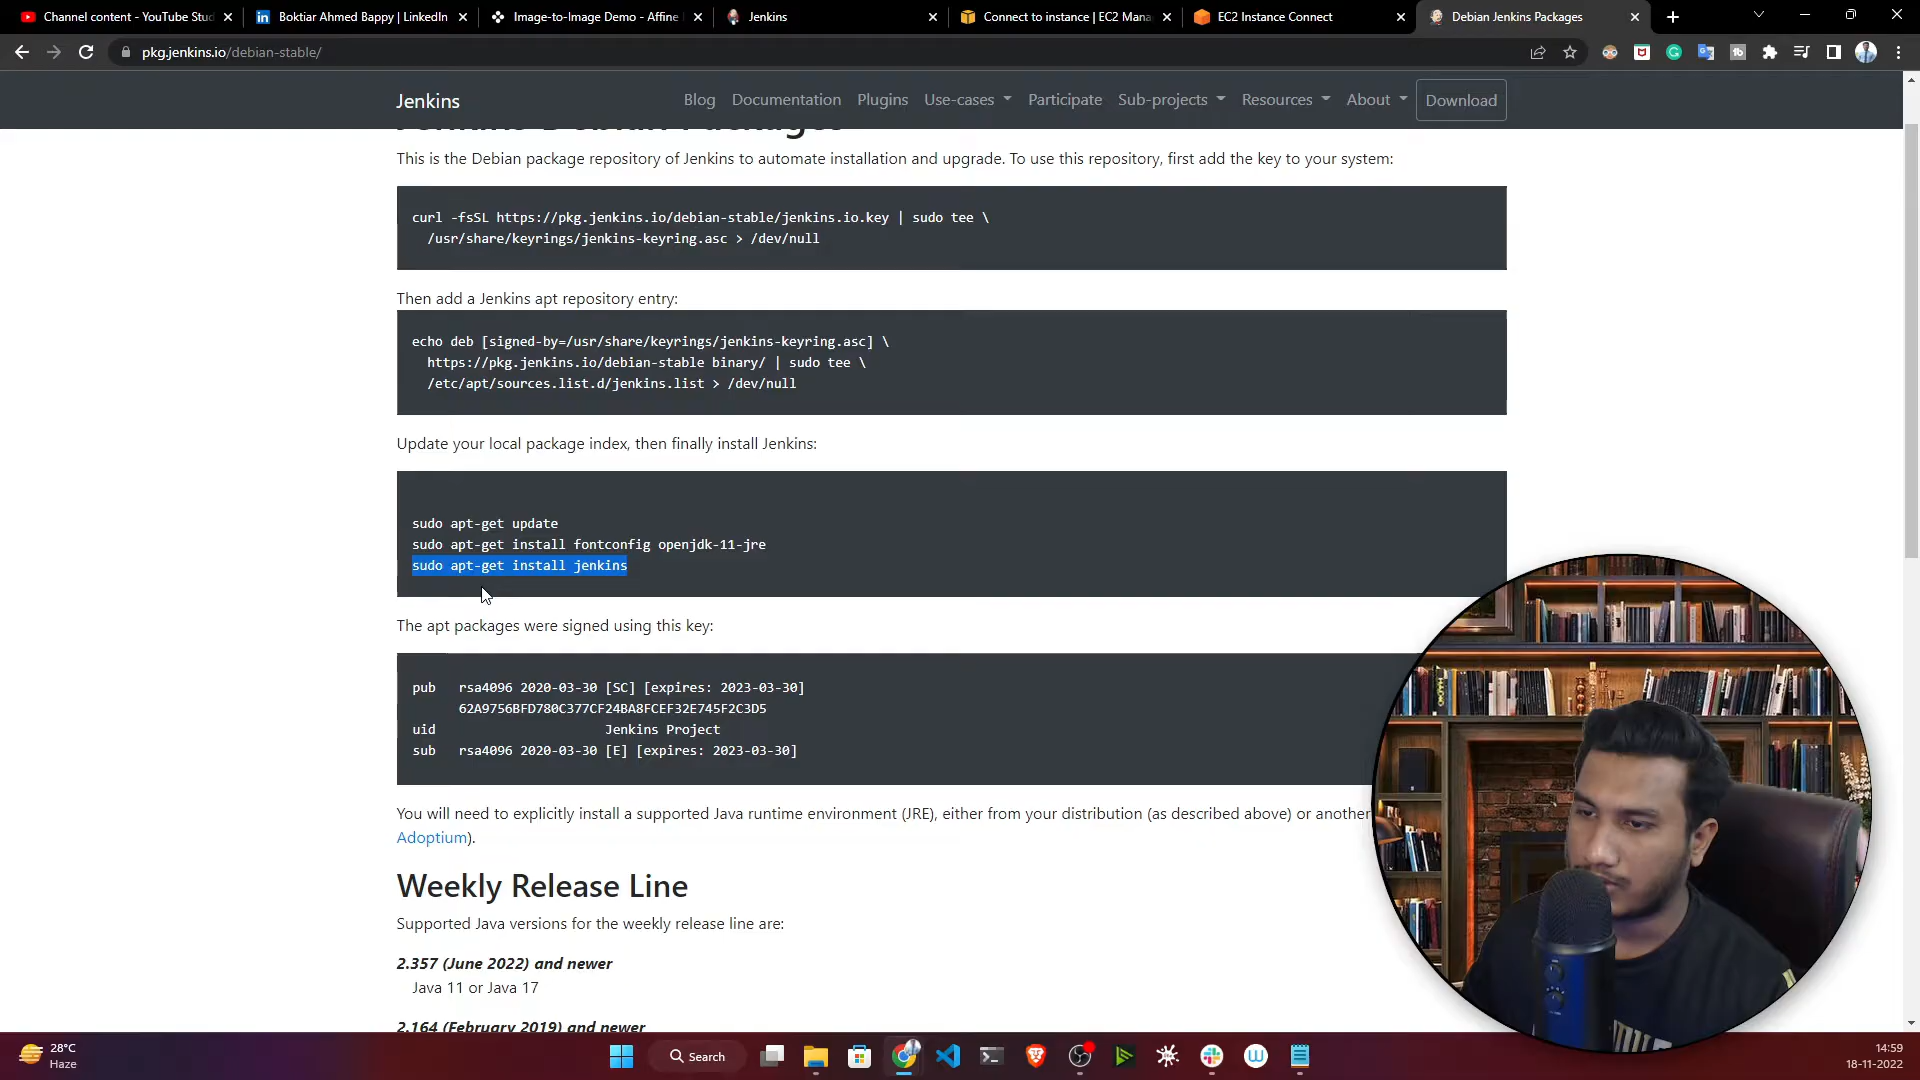 Channel content - YouTube Stud
Boktiar Ahmed Bappy | LinkedIn
Image-to-Image Demo - Affine
Jenkins
Connect to instance | EC2 Mana
EC2 Instance Connect
Debian Jenkins Packages
pkg.jenkins.io/debian-stable/
Jenkins
Blog
Documentation
Plugins
Use-cases
Participate
Sub-projects
Resources
About
Download
Jenkins Debian Packages
This is the Debian package repository of Jenkins to automate installation and upgrade. To use this repository, first add the key to your system:
curl -fsSL https://pkg.jenkins.io/debian-stable/jenkins.io.key | sudo tee \
/usr/share/keyrings/jenkins-keyring.asc > /dev/null
Then add a Jenkins apt repository entry:
echo deb [signed-by=/usr/share/keyrings/jenkins-keyring.asc] \
https://pkg.jenkins.io/debian-stable binary/ | sudo tee \
/etc/apt/sources.list.d/jenkins.list > /dev/null
Update your local package index, then finally install Jenkins:
sudo apt-get update
sudo apt-get install fontconfig openjdk-11-jre
sudo apt-get install jenkins
The apt packages were signed using this key:
pub rsa4096 2020-03-30 [SC] [expires: 2023-03-30]
62A9756BFD780C377CF24BA8FCEF32E745F2C3D5
uid Jenkins Project
sub rsa4096 2020-03-30 [E] [expires: 2023-03-30]
You will need to explicitly install a supported Java runtime environment (JRE), either from your distribution (as described above) or another
Adoptium).
Weekly Release Line
Supported Java versions for the weekly release line are:
2.357 (June 2022) and newer
Java 11 or Java 17
2.164 (February 2019) and newer
28°C
Haze
Search
14:59
18-11-2022